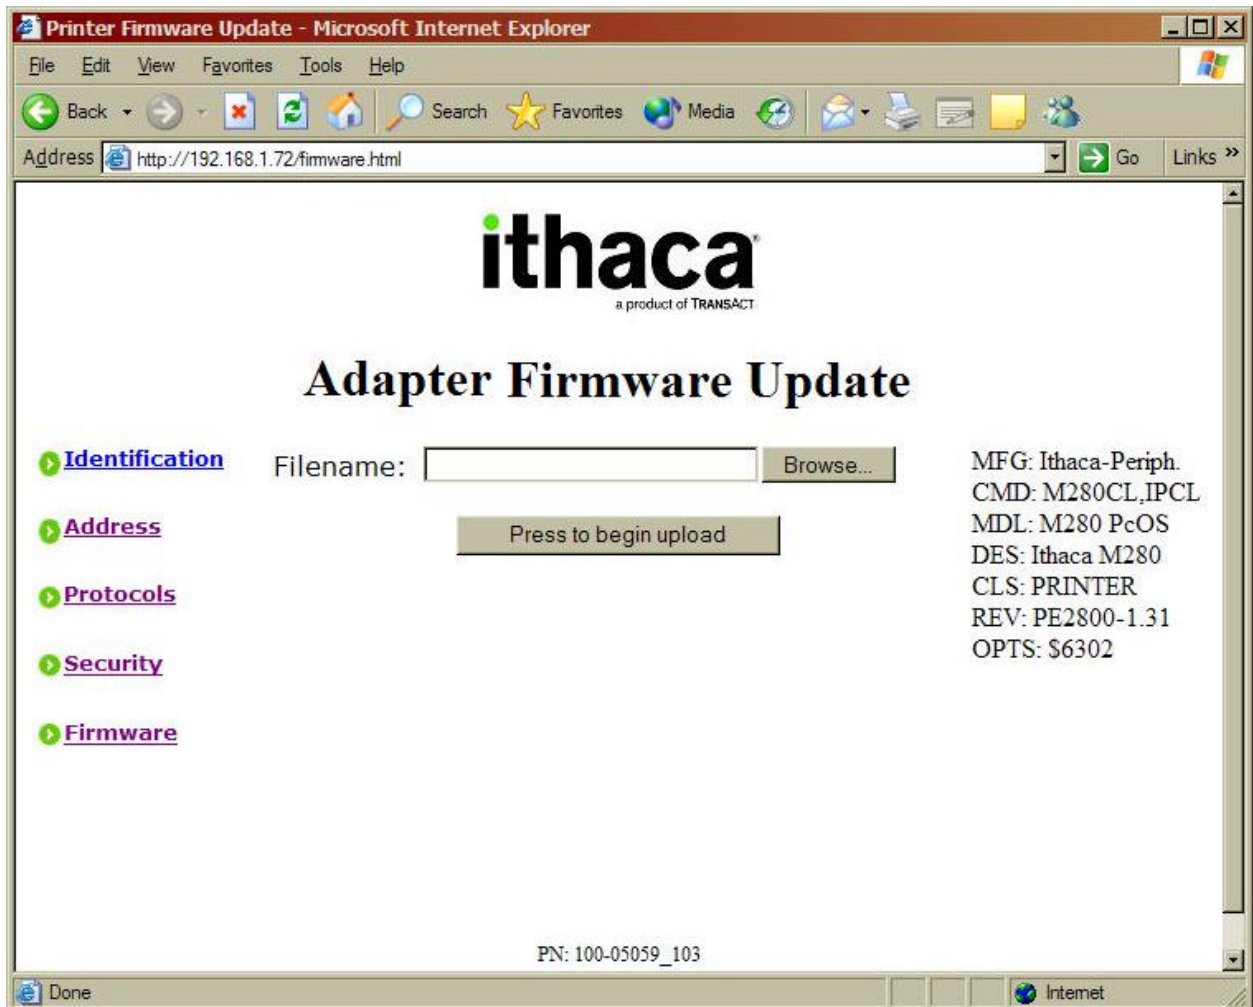 Printer Firmware Update - Microsoft Internet Explorer
File Edit View Favorites Tools Help
Back Search Favorites Media
Address http://192.168.1.72/firmware.html Go Links »
ithaca®
a product of TRANSACT
Adapter Firmware Update
Identification
Address
Protocols
Security
Firmware
Filename: Browse...
Press to begin upload
MFG: Ithaca-Periph.
CMD: M280CL,IPCL
MDL: M280 PcOS
DES: Ithaca M280
CLS: PRINTER
REV: PE2800-1.31
OPTS: $6302
PN: 100-05059_103
Done Internet